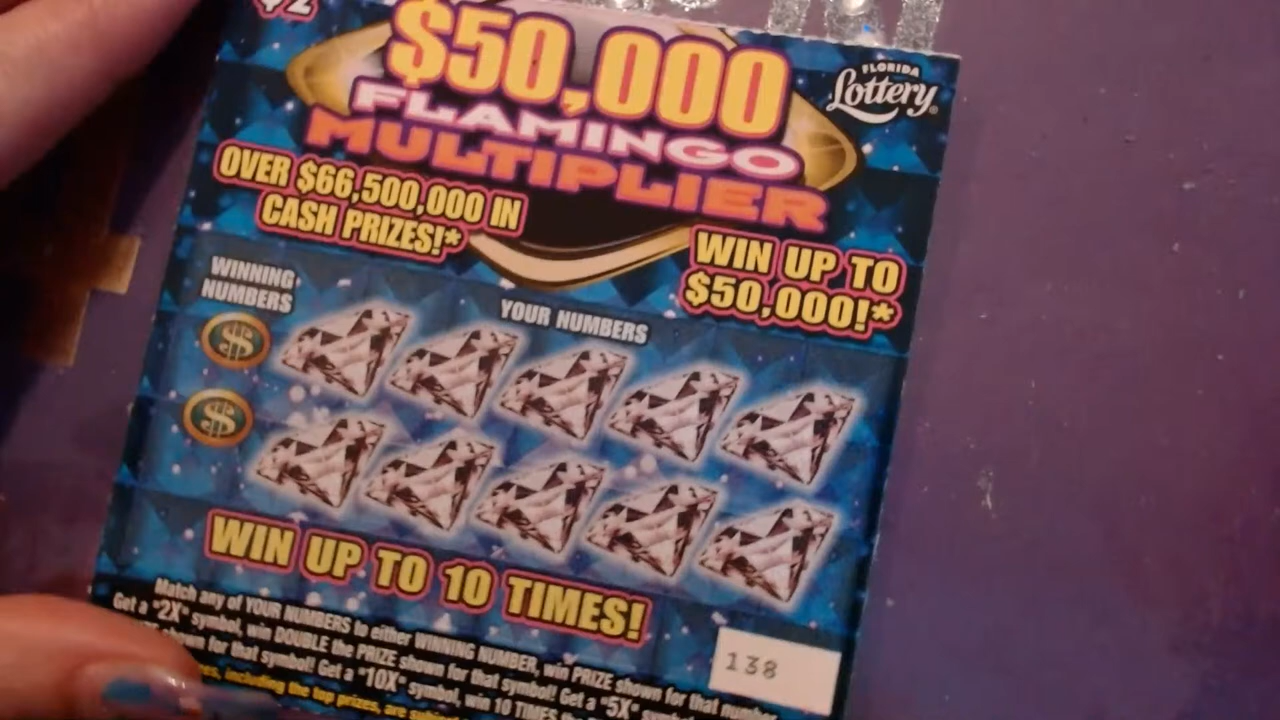 $2
$50,000
FLAMINGO
MULTIPLIER
FLORIDA
Lottery®
OVER $66,500,000 IN
CASH PRIZES!*
WIN UP TO
$50,000!*
WINNING
NUMBERS
YOUR NUMBERS
$
$
WIN UP TO 10 TIMES!
138
Match any of YOUR NUMBERS to either WINNING NUMBER, win PRIZE shown for that number.
Get a "2X" symbol, win DOUBLE the PRIZE shown for that symbol! Get a "5X" symbol
shown for that symbol! Get a "10X" symbol, win 10 TIMES the
including the top prizes, are